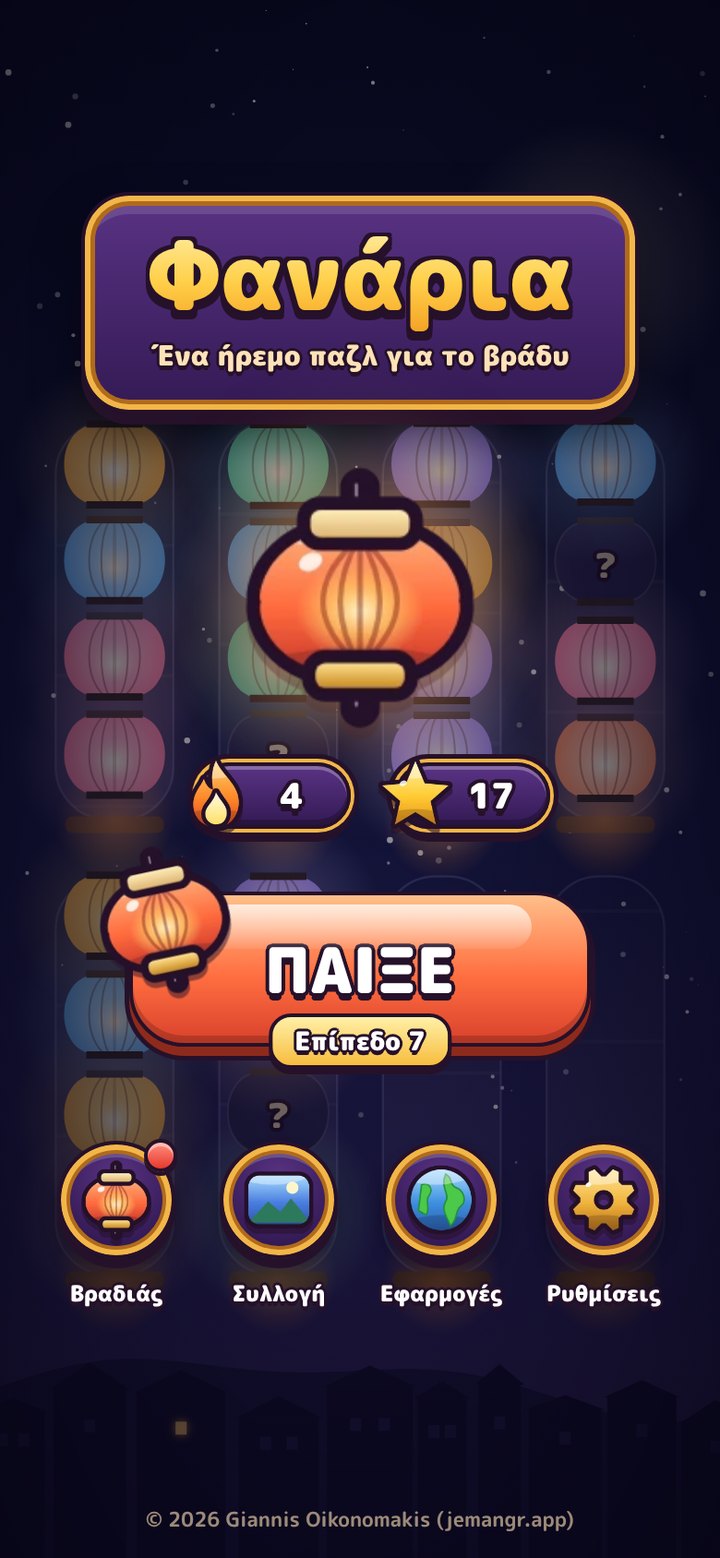 Φανάρια
Ένα ήρεμο παζλ για το βράδυ
?
?
4
17
ΠΑΙΞΕ
Επίπεδο 7
?
Βραδιάς
Συλλογή
Εφαρμογές
Ρυθμίσεις
© 2026 Giannis Oikonomakis (jemangr.app)